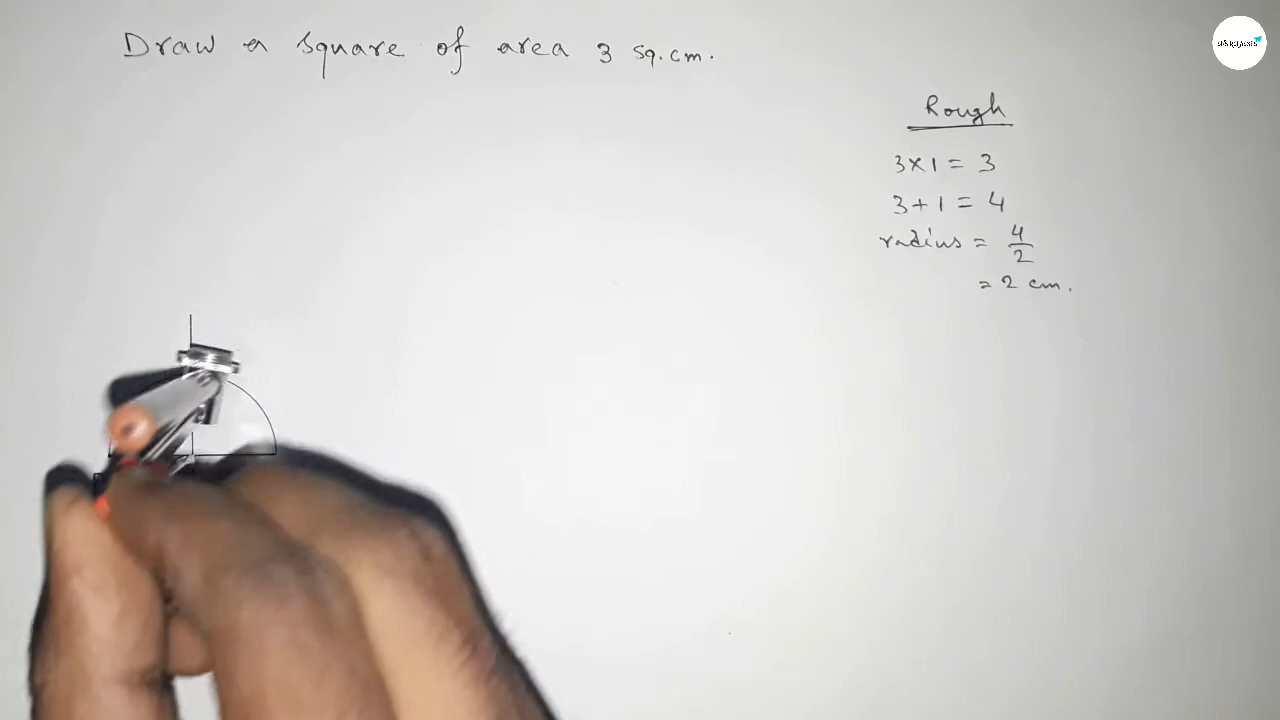 Draw a square of area 3 sq.cm.
Rough
3×1 = 3
3+1 = 4
radius = 4/2
= 2 cm.